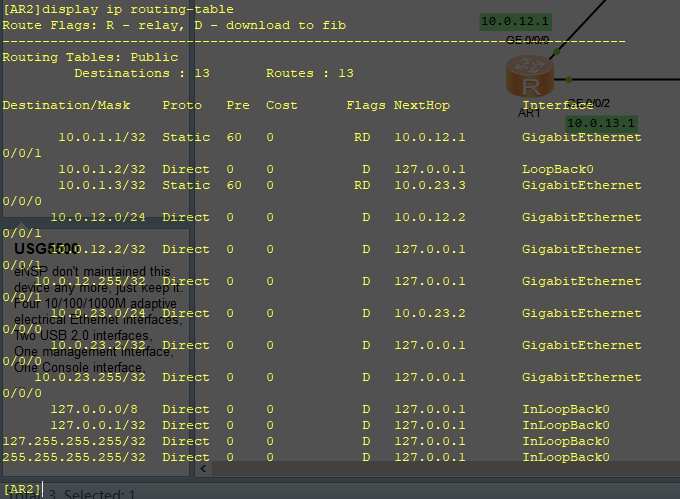 [AR2]display ip routing-table
Route Flags: R - relay, D - download to fib
------------------------------------------------------------------------------
Routing Tables: Public
         Destinations : 13       Routes : 13

Destination/Mask    Proto   Pre  Cost      Flags NextHop         Interface

       10.0.1.1/32  Static  60   0          RD   10.0.12.1       GigabitEthernet
0/0/1
       10.0.1.2/32  Direct  0    0           D   127.0.0.1       LoopBack0
       10.0.1.3/32  Static  60   0          RD   10.0.23.3       GigabitEthernet
0/0/0
      10.0.12.0/24  Direct  0    0           D   10.0.12.2       GigabitEthernet
0/0/1
      10.0.12.2/32  Direct  0    0           D   127.0.0.1       GigabitEthernet
0/0/1
    10.0.12.255/32  Direct  0    0           D   127.0.0.1       GigabitEthernet
0/0/1
      10.0.23.0/24  Direct  0    0           D   10.0.23.2       GigabitEthernet
0/0/0
      10.0.23.2/32  Direct  0    0           D   127.0.0.1       GigabitEthernet
0/0/0
    10.0.23.255/32  Direct  0    0           D   127.0.0.1       GigabitEthernet
0/0/0
      127.0.0.0/8   Direct  0    0           D   127.0.0.1       InLoopBack0
      127.0.0.1/32  Direct  0    0           D   127.0.0.1       InLoopBack0
127.255.255.255/32  Direct  0    0           D   127.0.0.1       InLoopBack0
255.255.255.255/32  Direct  0    0           D   127.0.0.1       InLoopBack0

[AR2]
10.0.12.1
GE 0/0/0
R
GE 0/0/2
AR1
10.0.13.1
USG5500
eNSP don't maintained this
device any more, just keep it.
Four 10/100/1000M adaptive
electrical Ethernet interfaces,
Two USB 2.0 interfaces,
One management interface,
One Console interface,
Total: 3 Selected: 1